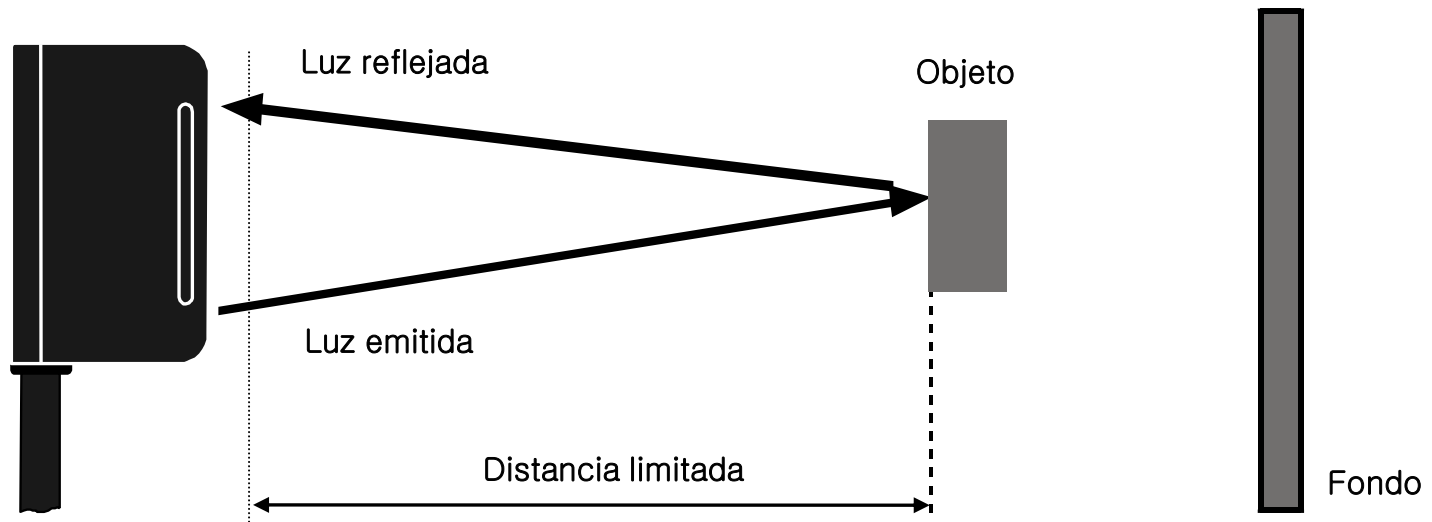 Luz reflejada
Objeto
Luz emitida
Distancia limitada
Fondo